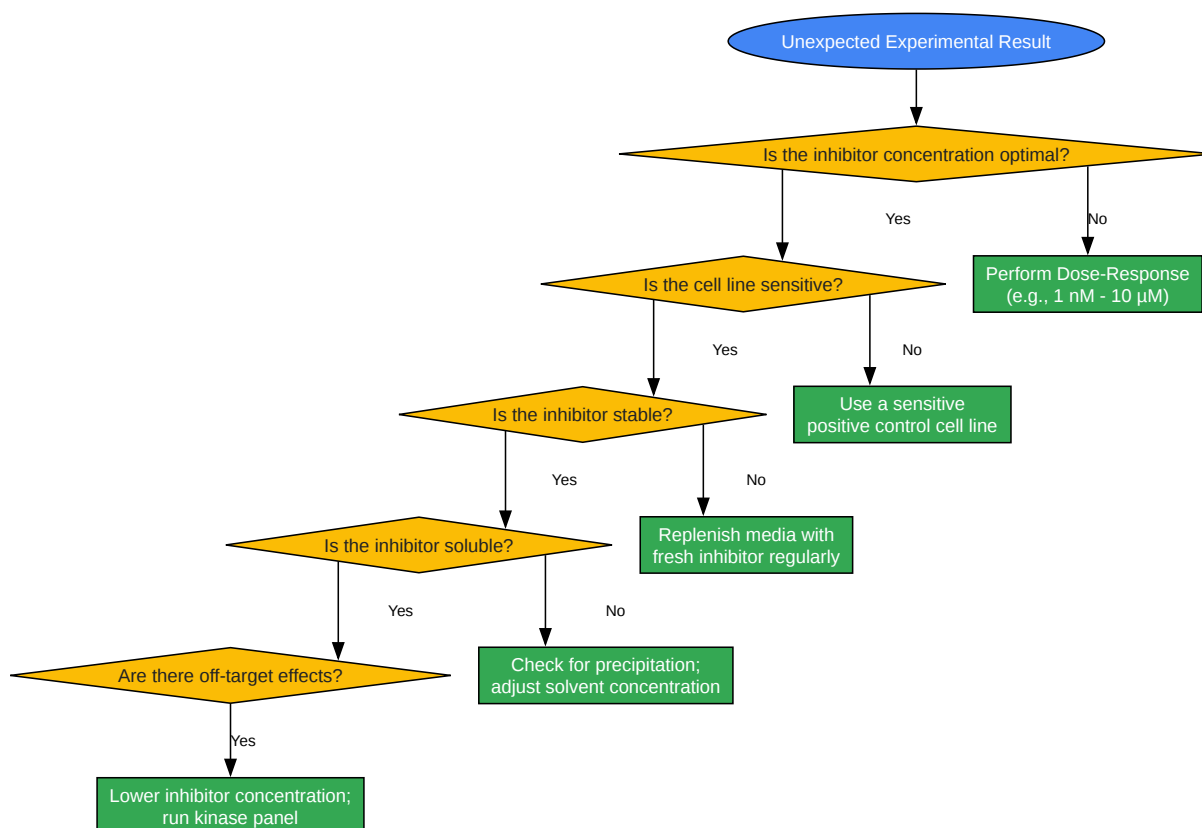 Unexpected Experimental Result
Is the inhibitor concentration optimal?
Yes
No
Is the cell line sensitive?
Perform Dose-Response
(e.g., 1 nM - 10 µM)
Yes
No
Is the inhibitor stable?
Use a sensitive
positive control cell line
Yes
No
Is the inhibitor soluble?
Replenish media with
fresh inhibitor regularly
Yes
No
Are there off-target effects?
Check for precipitation;
adjust solvent concentration
Yes
Lower inhibitor concentration;
run kinase panel